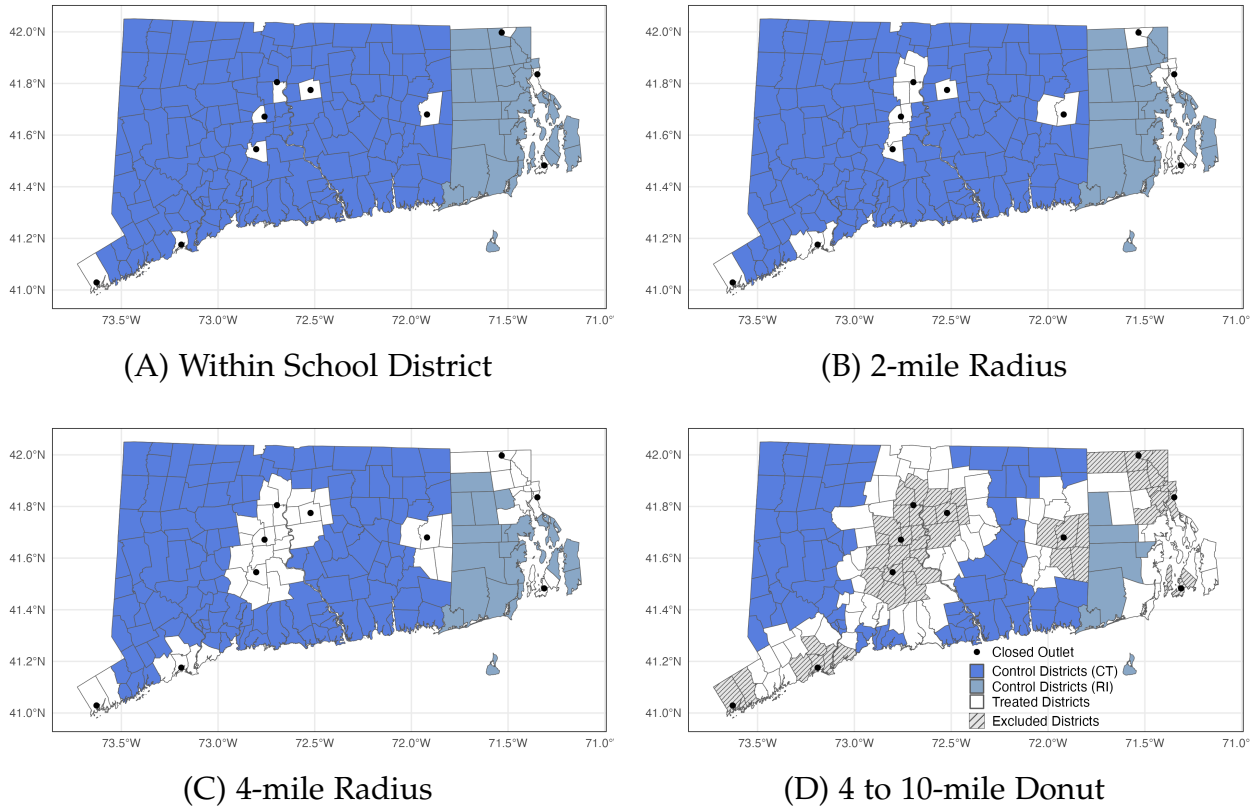 42.0°N
41.8°N
41.6°N
41.4°N
41.2°N
41.0°N
73.5°W 73.0°W 72.5°W 72.0°W 71.5°W 71.0°
(A) Within School District
42.0°N
41.8°N
41.6°N
41.4°N
41.2°N
41.0°N
73.5°W 73.0°W 72.5°W 72.0°W 71.5°W 71.0°
(B) 2-mile Radius
42.0°N
41.8°N
41.6°N
41.4°N
41.2°N
41.0°N
73.5°W 73.0°W 72.5°W 72.0°W 71.5°W 71.0°
(C) 4-mile Radius
42.0°N
41.8°N
41.6°N
41.4°N
41.2°N
41.0°N
Closed Outlet
Control Districts (CT)
Control Districts (RI)
Treated Districts
Excluded Districts
73.5°W 73.0°W 72.5°W 72.0°W 71.5°W 71.0°
(D) 4 to 10-mile Donut